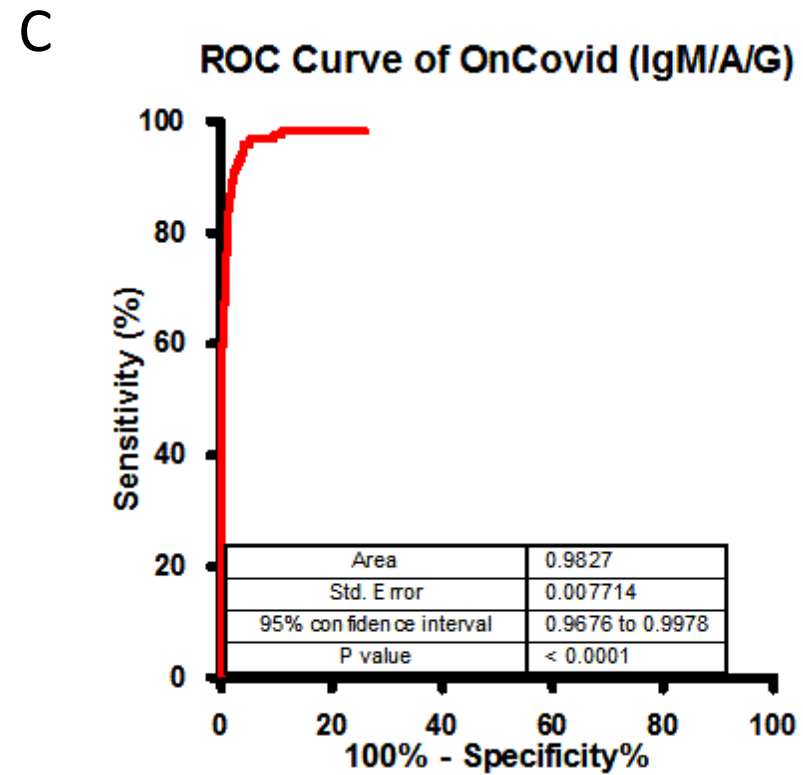 C
ROC Curve of OnCovid (IgM/A/G)
100
80
60
40
20
0
Sensitivity (%)
Area 0.9827
Std. Error 0.007714
95% confidence interval 0.9676 to 0.9978
P value < 0.0001
0 20 40 60 80 100
100% - Specificity%